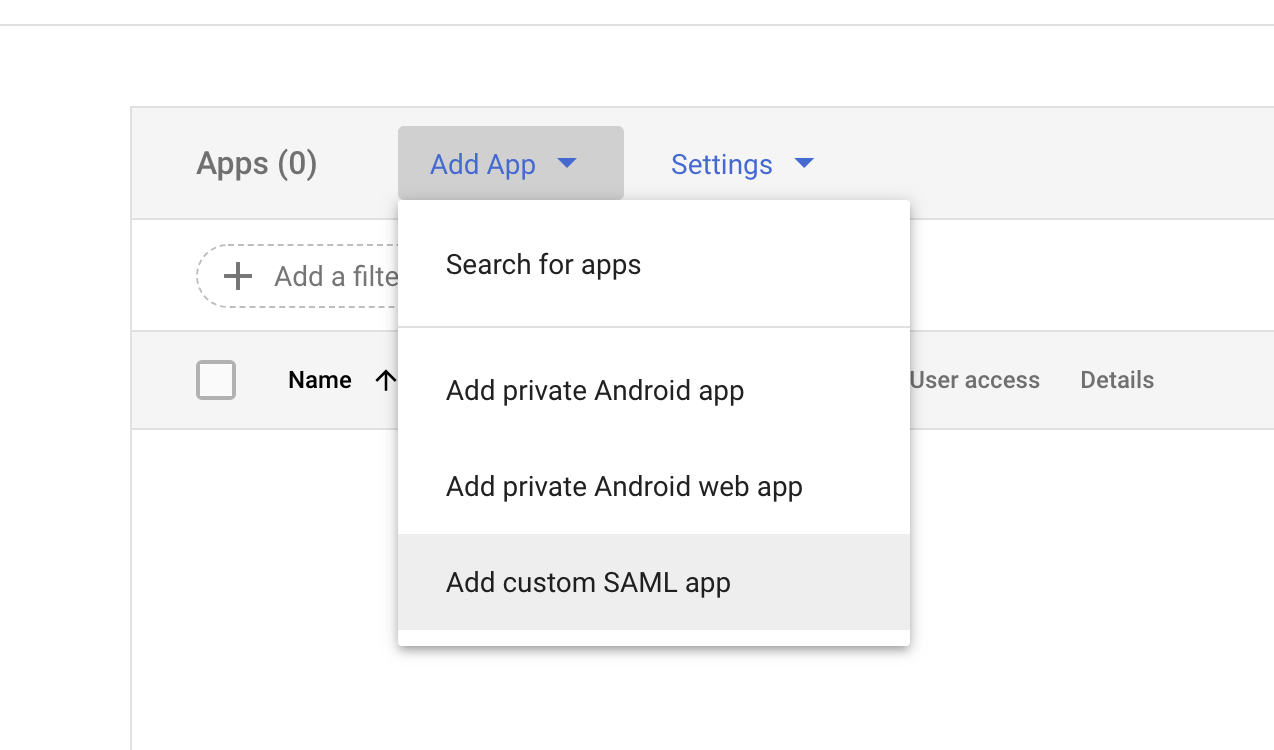 Apps (0)
Add App
Settings
Search for apps
Add a filte
Name
User access
Details
Add private Android app
Add private Android web app
Add custom SAML app